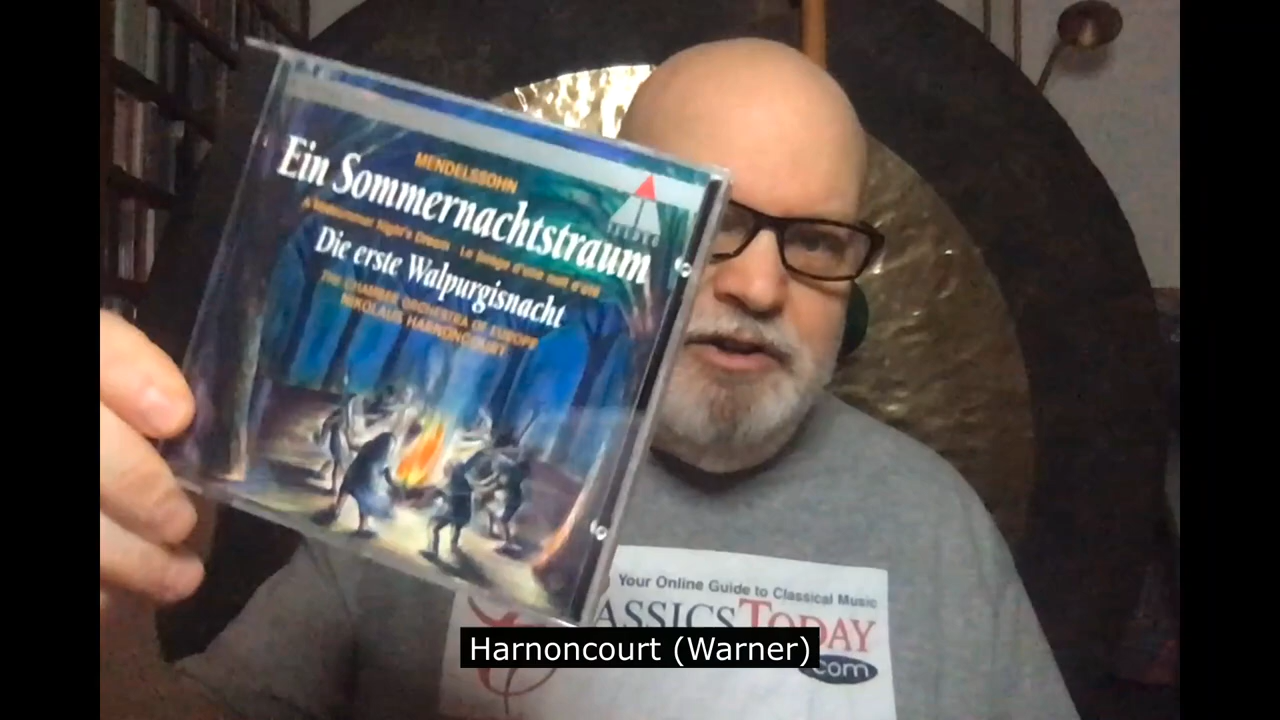 MENDELSSOHN
Ein Sommernachtstraum
A Midsummer Night's Dream Le Songe d'une nuit d'été
Die erste Walpurgisnacht
THE CHAMBER ORCHESTRA OF EUROPE
NIKOLAUS HARNONCOURT
TELDEC
Your Online Guide to Classical Music
ASSICSTODAY
.com
Harnoncourt (Warner)